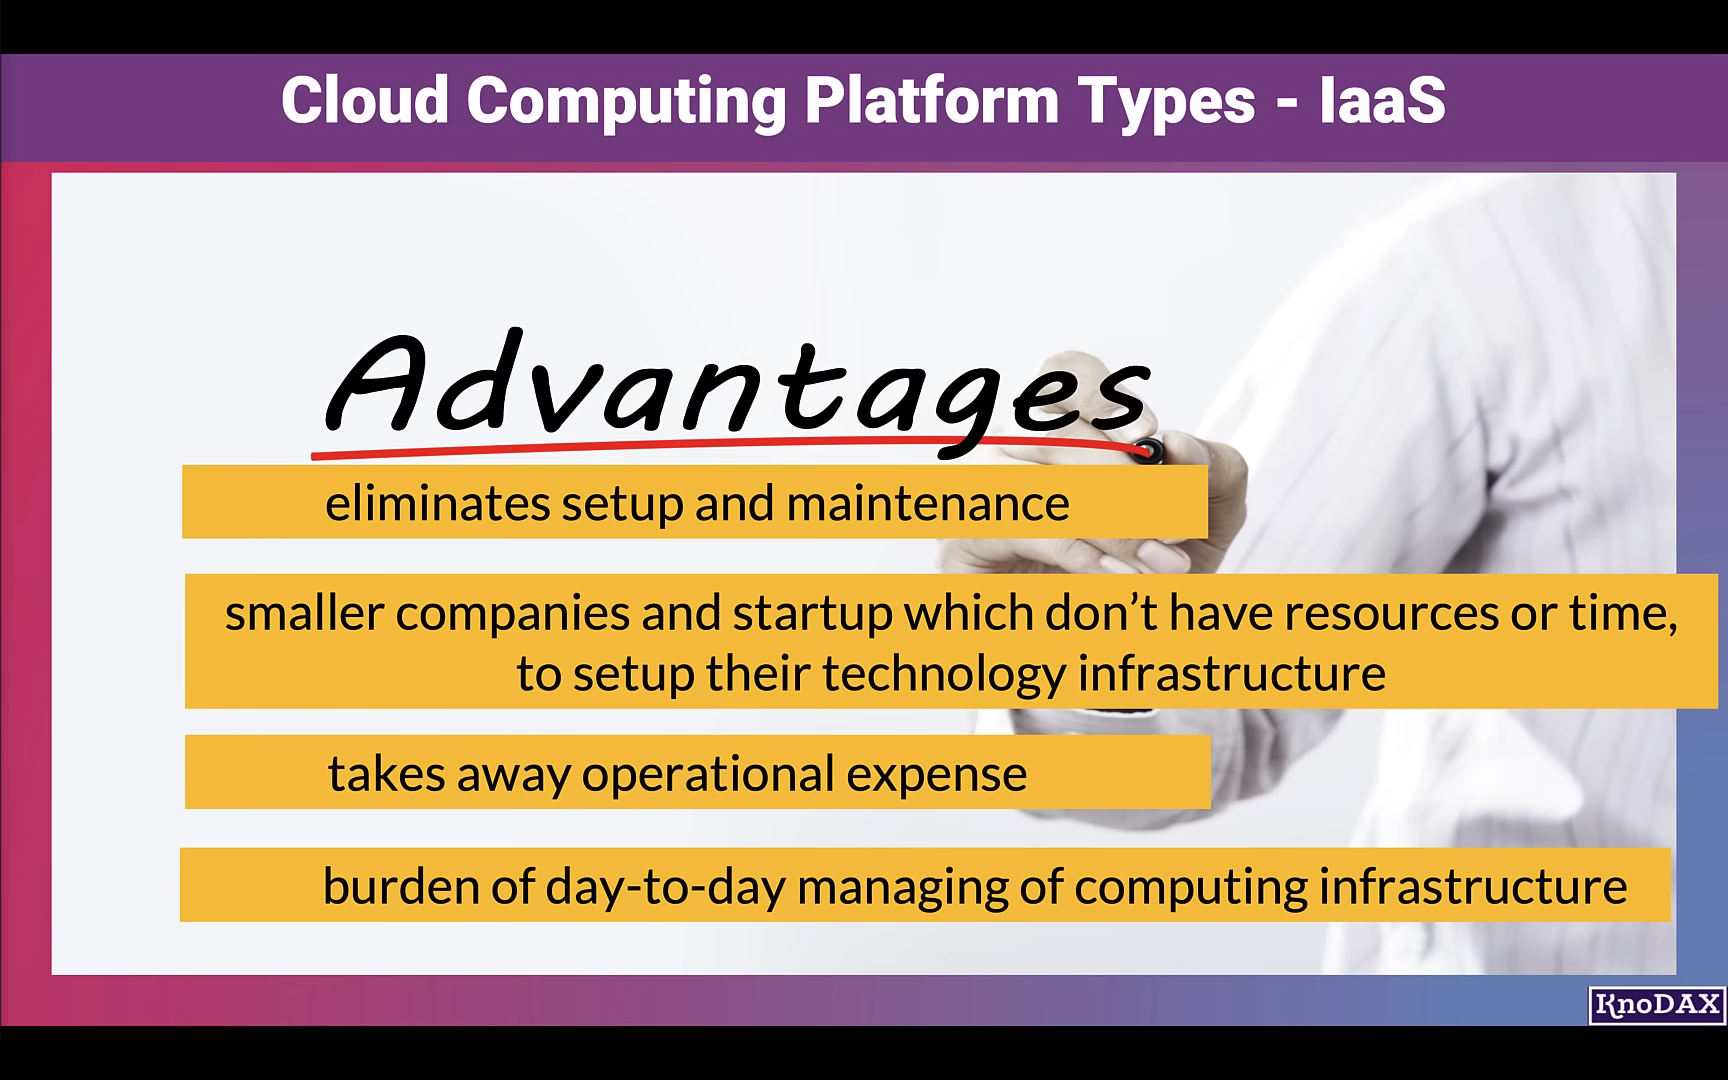 Cloud Computing Platform Types - IaaS
Advantages
eliminates setup and maintenance
smaller companies and startup which don’t have resources or time,
to setup their technology infrastructure
takes away operational expense
burden of day-to-day managing of computing infrastructure
KnoDAX